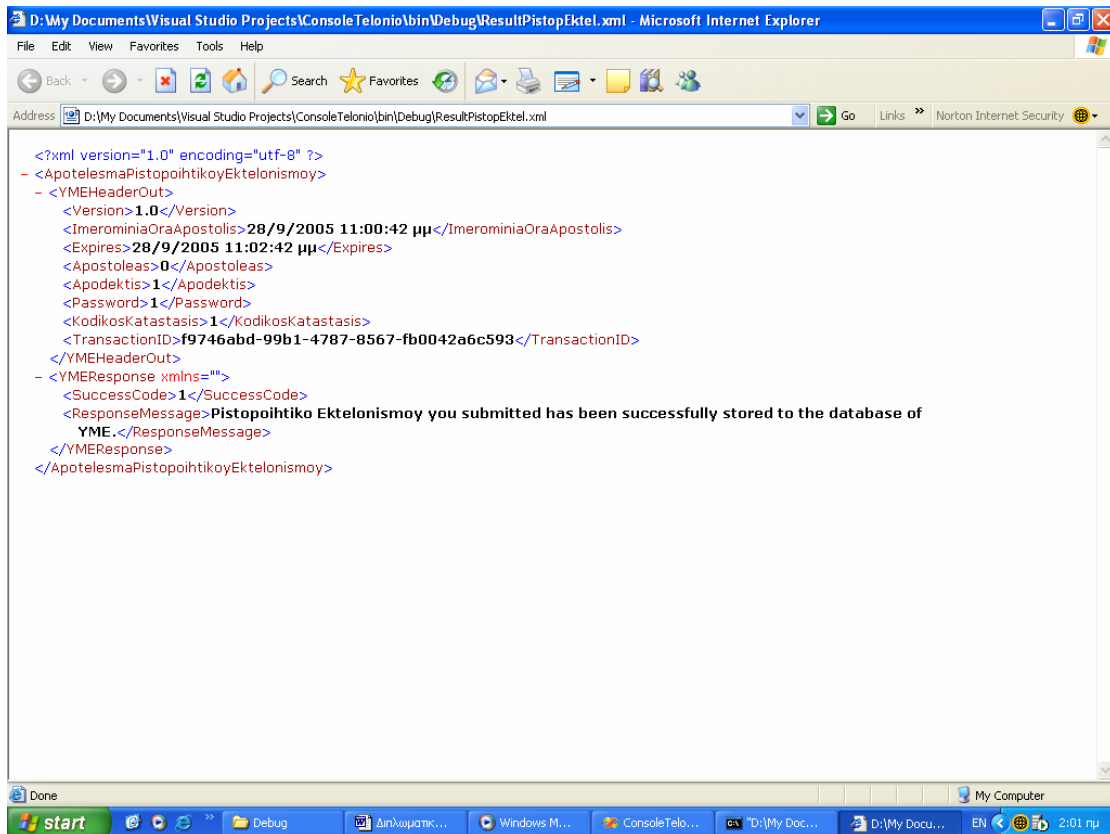 D:\My Documents\Visual Studio Projects\ConsoleTelonio\bin\Debug\ResultPistopEktel.xml - Microsoft Internet Explorer
File Edit View Favorites Tools Help
Back Search Favorites
Address D:\My Documents\Visual Studio Projects\ConsoleTelonio\bin\Debug\ResultPistopEktel.xml Go Links » Norton Internet Security
<?xml version="1.0" encoding="utf-8" ?>
- <ApotelesmaPistopoihtikoyEktelonismoy>
- <YMEHeaderOut>
<Version>1.0</Version>
<ImerominiaOraApostolis>28/9/2005 11:00:42 μμ</ImerominiaOraApostolis>
<Expires>28/9/2005 11:02:42 μμ</Expires>
<Apostoleas>0</Apostoleas>
<Apodektis>1</Apodektis>
<Password>1</Password>
<KodikosKatastasis>1</KodikosKatastasis>
<TransactionID>f9746abd-99b1-4787-8567-fb0042a6c593</TransactionID>
</YMEHeaderOut>
- <YMEResponse xmlns="">
<SuccessCode>1</SuccessCode>
<ResponseMessage>Pistopoihtiko Ektelonismoy you submitted has been successfully stored to the database of
YME.</ResponseMessage>
</YMEResponse>
</ApotelesmaPistopoihtikoyEktelonismoy>
Done My Computer
start » Debug Διπλωματικ... Windows M... ConsoleTelo... "D:\My Doc... D:\My Docu... EN 2:01 πμ